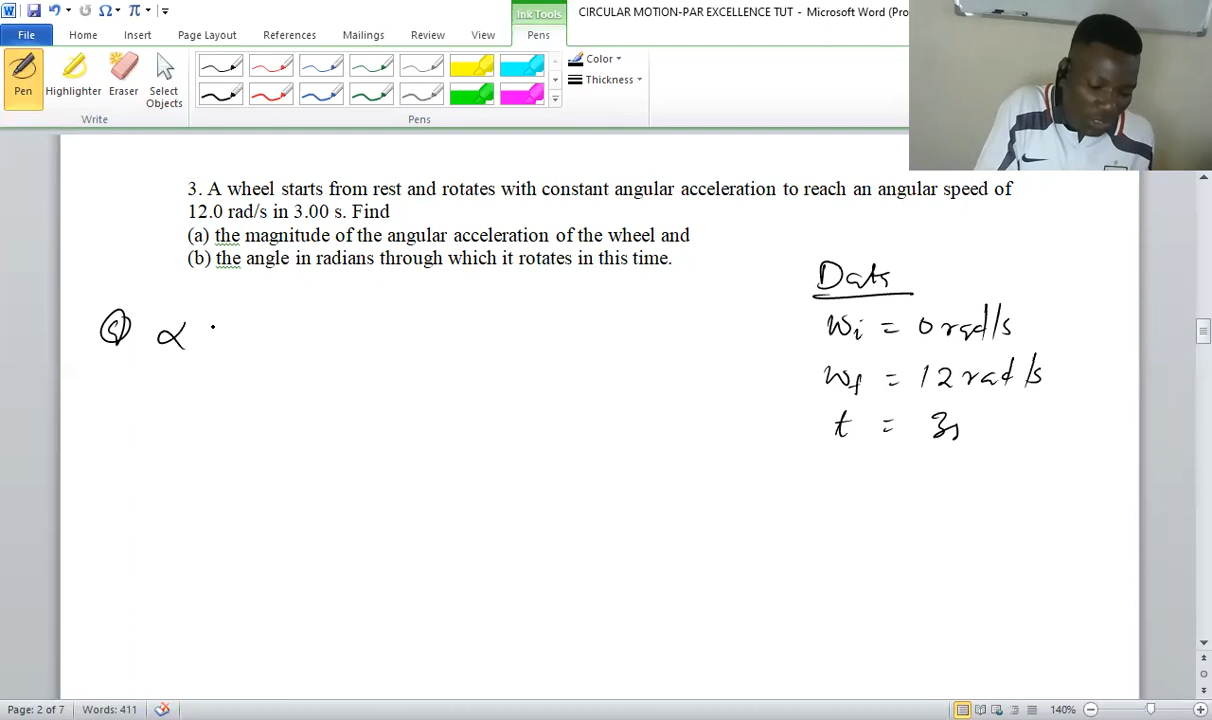 Ink Tools
CIRCULAR MOTION-PAR EXCELLENCE TUT - Microsoft Word (Pro
File Home Insert Page Layout References Mailings Review View Pens
Pen Highlighter Eraser Select Objects
Color
Thickness
Write Pens
3. A wheel starts from rest and rotates with constant angular acceleration to reach an angular speed of
12.0 rad/s in 3.00 s. Find
(a) the magnitude of the angular acceleration of the wheel and
(b) the angle in radians through which it rotates in this time.
Data
ωi = 0 rad/s
ωf = 12 rad/s
t = 3s
(a) α
Page: 2 of 7 Words: 411 140%